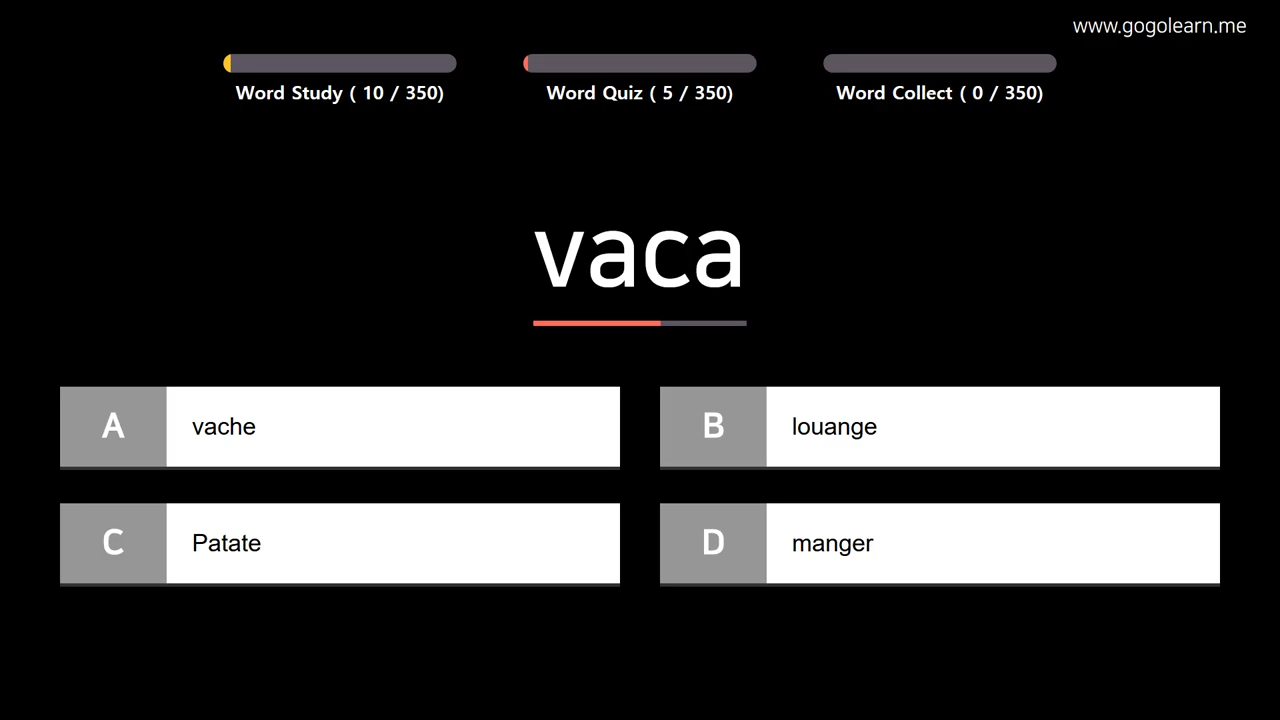 www.gogolearn.me
Word Study ( 10 / 350)
Word Quiz ( 5 / 350)
Word Collect ( 0 / 350)
vaca
A vache
B louange
C Patate
D manger